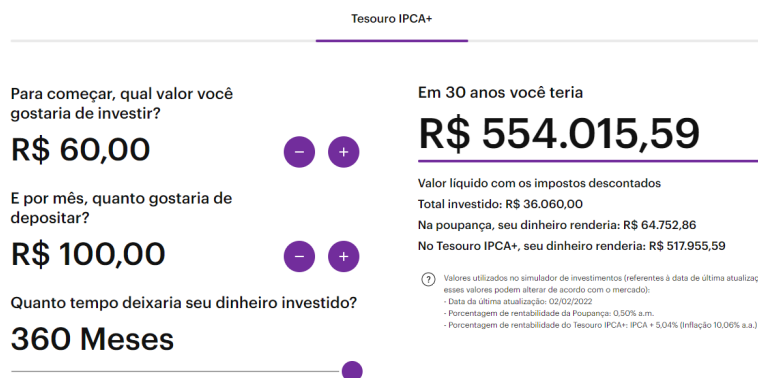 Tesouro IPCA+
Para começar, qual valor você
gostaria de investir?
R$ 60,00
E por mês, quanto gostaria de
depositar?
R$ 100,00
Quanto tempo deixaria seu dinheiro investido?
360 Meses
Em 30 anos você teria
R$ 554.015,59
Valor líquido com os impostos descontados
Total investido: R$ 36.060,00
Na poupança, seu dinheiro renderia: R$ 64.752,86
No Tesouro IPCA+, seu dinheiro renderia: R$ 517.955,59
Valores utilizados no simulador de investimentos (referentes à data de última atualizaç
esses valores podem alterar de acordo com o mercado):
- Data da última atualização: 02/02/2022
- Porcentagem de rentabilidade da Poupança: 0,50% a.m.
- Porcentagem de rentabilidade do Tesouro IPCA+: IPCA + 5,04% (Inflação 10,06% a.a.)